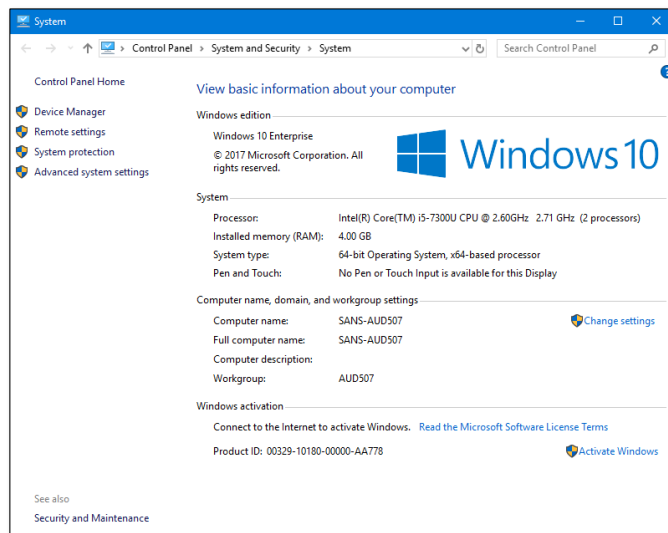 System
Control Panel > System and Security > System
Search Control Panel
Control Panel Home
Device Manager
Remote settings
System protection
Advanced system settings
View basic information about your computer
Windows edition
Windows 10 Enterprise
© 2017 Microsoft Corporation. All
rights reserved.
Windows 10
System
Processor: Intel(R) Core(TM) i5-7300U CPU @ 2.60GHz 2.71 GHz (2 processors)
Installed memory (RAM): 4.00 GB
System type: 64-bit Operating System, x64-based processor
Pen and Touch: No Pen or Touch Input is available for this Display
Computer name, domain, and workgroup settings
Computer name: SANS-AUD507 Change settings
Full computer name: SANS-AUD507
Computer description:
Workgroup: AUD507
Windows activation
Connect to the Internet to activate Windows. Read the Microsoft Software License Terms
Product ID: 00329-10180-00000-AA778 Activate Windows
See also
Security and Maintenance